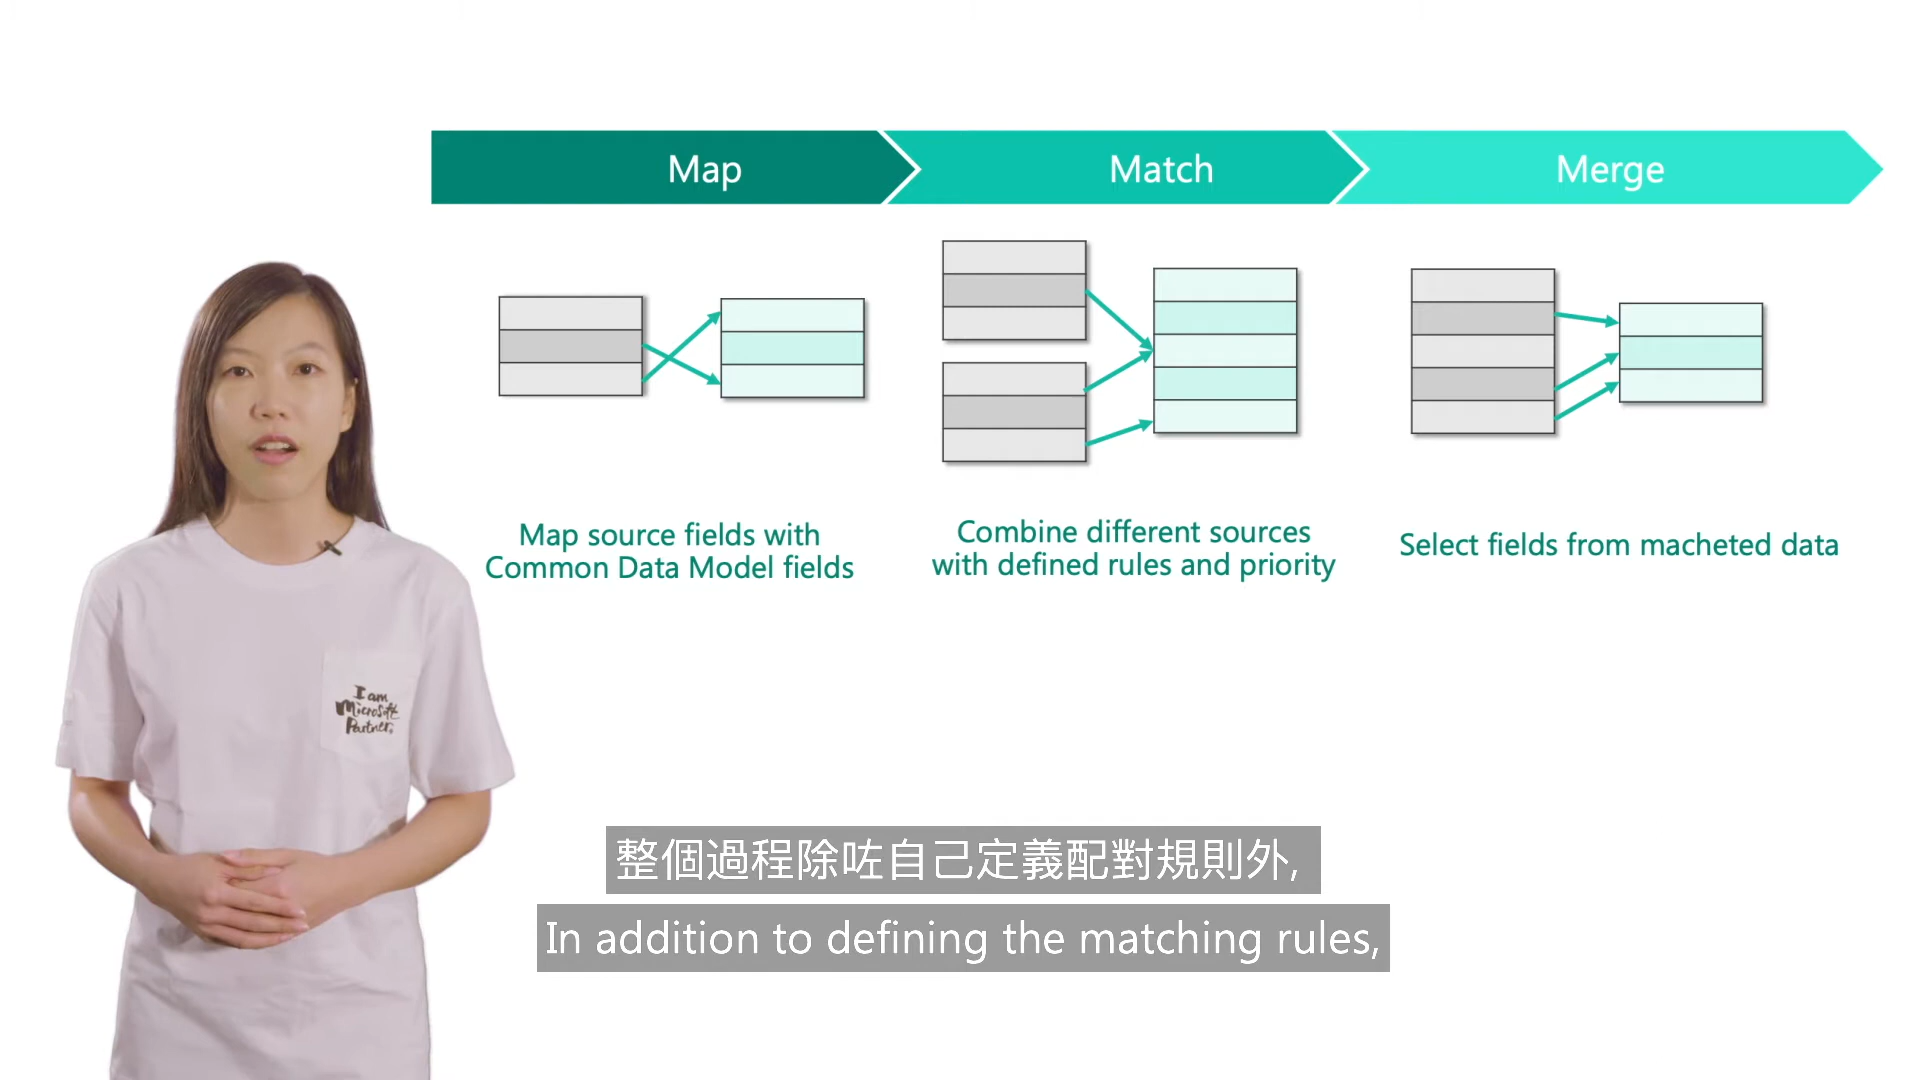 Map
Match
Merge
Map source fields with
Common Data Model fields
Combine different sources
with defined rules and priority
Select fields from macheted data
I am
Microsoft
Partner.
整個過程除咗自己定義配對規則外,
In addition to defining the matching rules,